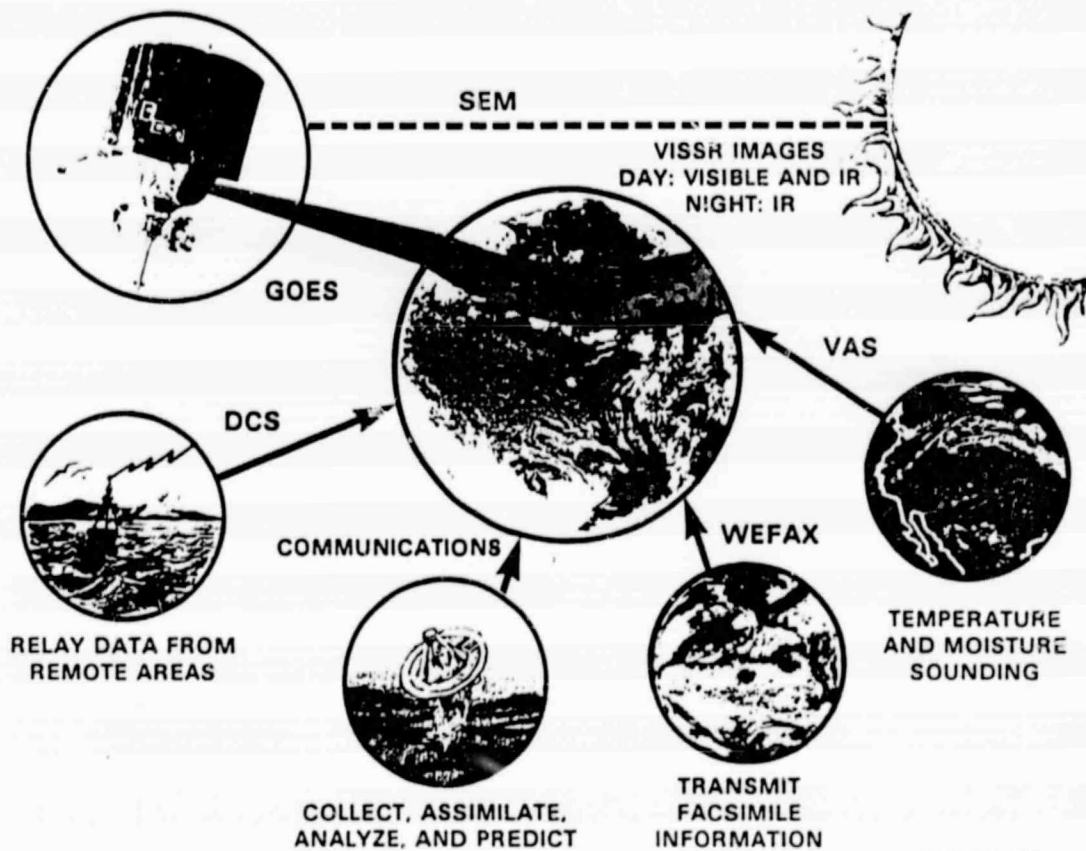 SEM
VISSR IMAGES
DAY: VISIBLE AND IR
NIGHT: IR
GOES
VAS
DCS
COMMUNICATIONS
WEFAX
RELAY DATA FROM
REMOTE AREAS
TEMPERATURE
AND MOISTURE
SOUNDING
COLLECT, ASSIMILATE,
ANALYZE, AND PREDICT
TRANSMIT
FACSIMILE
INFORMATION